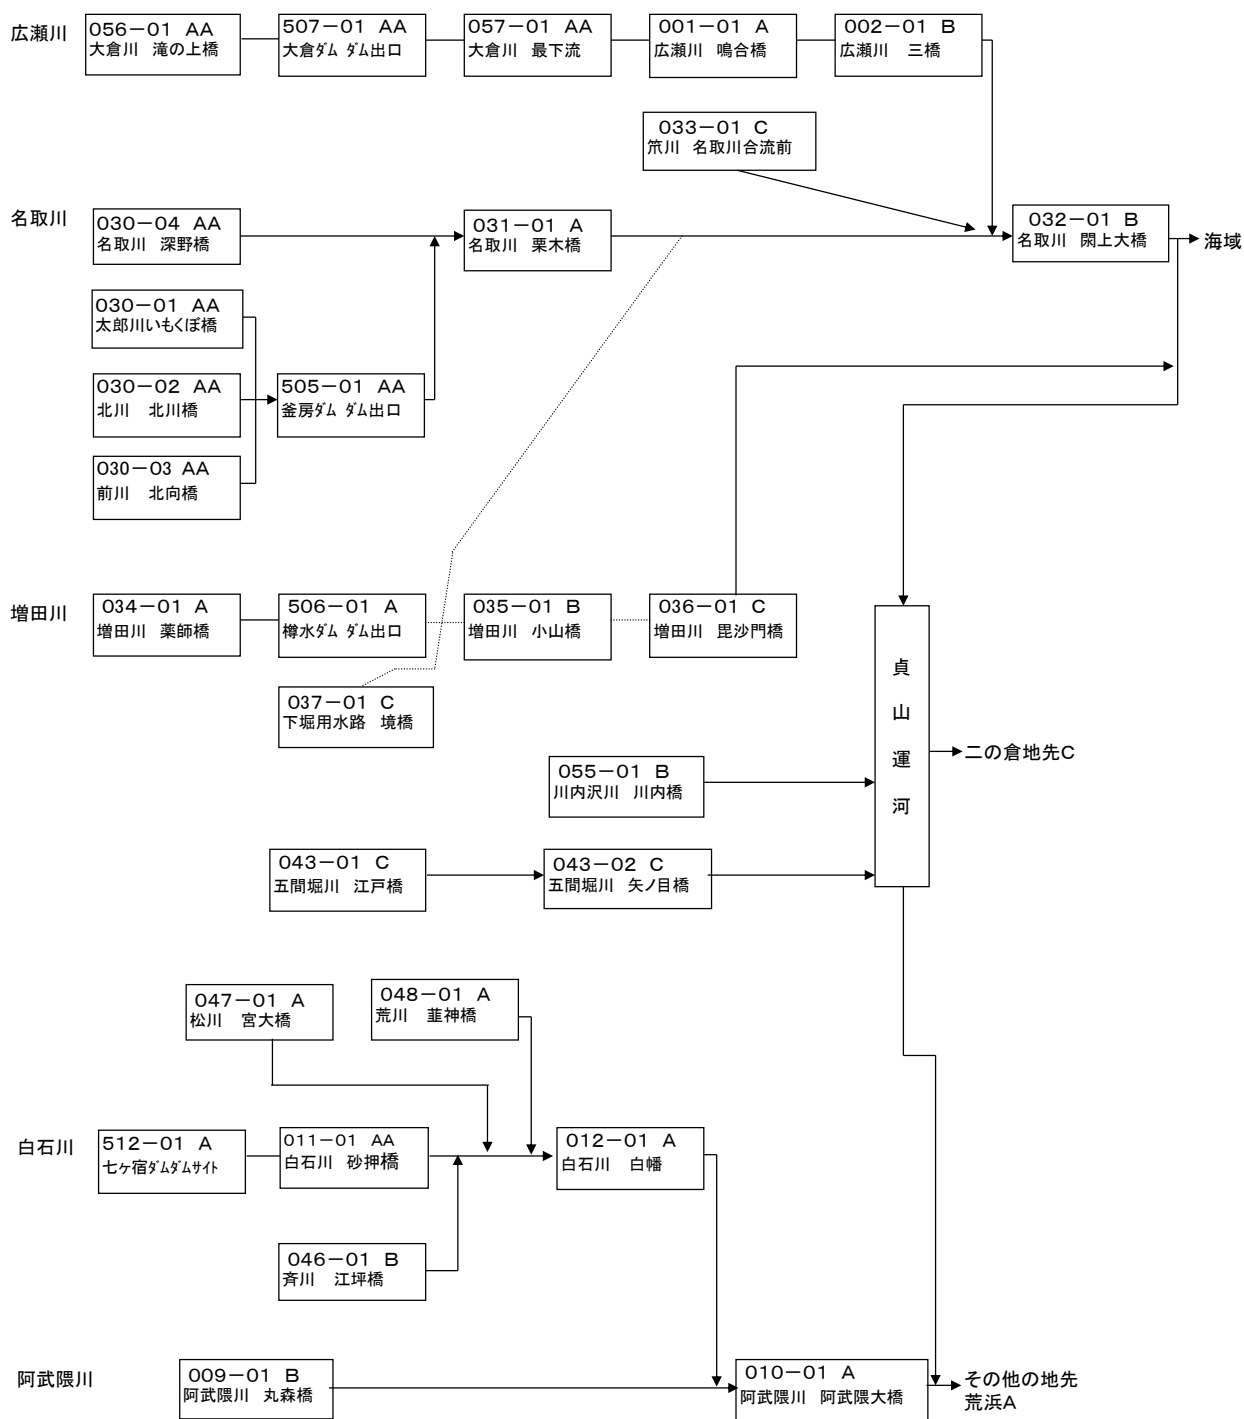 広瀬川
056－01 AA
大倉川 滝の上橋
507－01 AA
大倉ダム ダム出口
057－01 AA
大倉川 最下流
001－01 A
広瀬川 鳴合橋
002－01 B
広瀬川 三橋
033－01 C
笊川 名取川合流前
名取川
030－04 AA
名取川 深野橋
031－01 A
名取川 栗木橋
032－01 B
名取川 閖上大橋
海域
030－01 AA
太郎川いもくぼ橋
030－02 AA
北川 北川橋
505－01 AA
釜房ダム ダム出口
030－03 AA
前川 北向橋
増田川
034－01 A
増田川 薬師橋
506－01 A
樽水ダム ダム出口
035－01 B
増田川 小山橋
036－01 C
増田川 毘沙門橋
037－01 C
下堀用水路 境橋
貞山運河
二の倉地先C
055－01 B
川内沢川 川内橋
043－01 C
五間堀川 江戸橋
043－02 C
五間堀川 矢ノ目橋
047－01 A
松川 宮大橋
048－01 A
荒川 韮神橋
白石川
512－01 A
七ヶ宿ダムダムサイト
011－01 AA
白石川 砂押橋
012－01 A
白石川 白幡
046－01 B
斉川 江坪橋
阿武隈川
009－01 B
阿武隈川 丸森橋
010－01 A
阿武隈川 阿武隈大橋
その他の地先
荒浜A